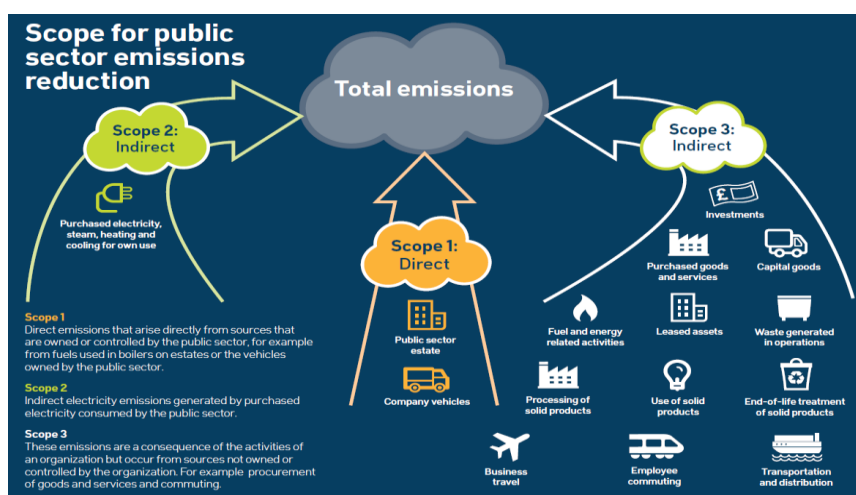 Scope for public
sector emissions
reduction
Total emissions
Scope 2:
Indirect
Purchased electricity,
steam, heating and
cooling for own use
Scope 1:
Direct
Public sector
estate
Company vehicles
Scope 3:
Indirect
£
Investments
Purchased goods
and services
Capital goods
Fuel and energy
related activities
Leased assets
Waste generated
in operations
Processing of
solid products
Use of solid
products
End-of-life treatment
of solid products
Business
travel
Employee
commuting
Transportation
and distribution
Scope 1
Direct emissions that arise directly from sources that
are owned or controlled by the public sector, for example
from fuels used in boilers on estates or the vehicles
owned by the public sector.
Scope 2
Indirect electricity emissions generated by purchased
electricity consumed by the public sector.
Scope 3
These emissions are a consequence of the activities of
an organization but occur from sources not owned or
controlled by the organization. For example procurement
of goods and services and commuting.